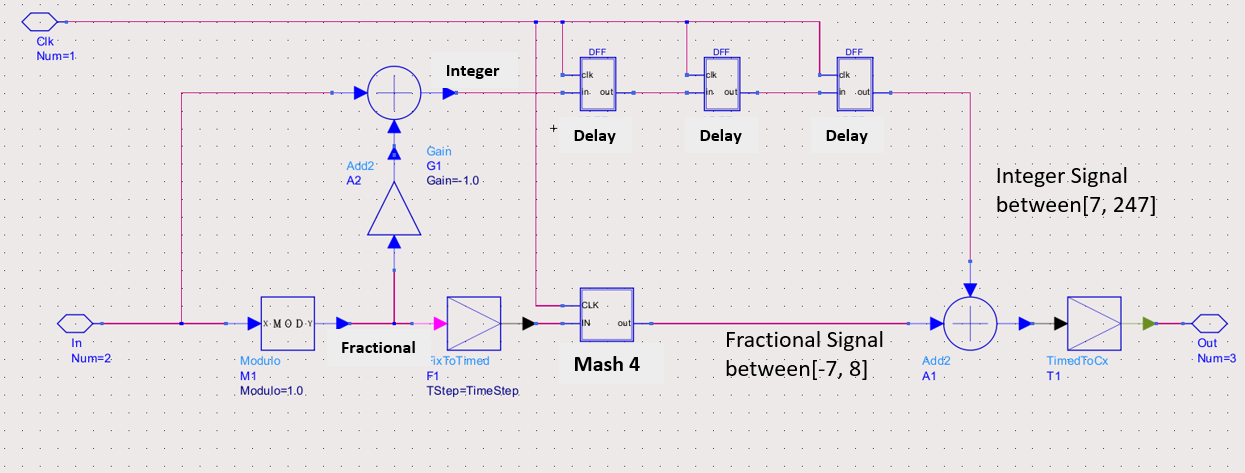 Clk
Num=1
Integer
DFF
clk
in
out
Delay
DFF
clk
in
out
Delay
DFF
clk
in
out
Delay
Add2
A2
Gain
G1
Gain=-1.0
Integer Signal
between[7, 247]
In
Num=2
X MOD Y
Modulo
M1
Modulo=1.0
Fractional
FixToTimed
F1
TStep=TimeStep
CLK
IN
out
Mash 4
Fractional Signal
between[-7, 8]
Add2
A1
TimedToCx
T1
Out
Num=3